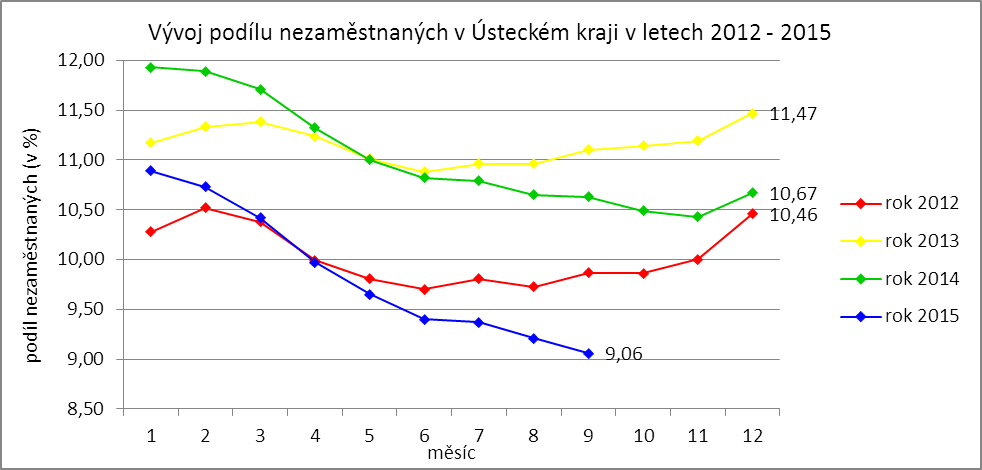 Vývoj podílu nezaměstnaných v Ústeckém kraji v letech 2012 - 2015
podíl nezaměstnaných (v %)
12,00
11,50
11,00
10,50
10,00
9,50
9,00
8,50
11,47
10,67
10,46
9,06
1 2 3 4 5 6 7 8 9 10 11 12
měsíc
rok 2012
rok 2013
rok 2014
rok 2015